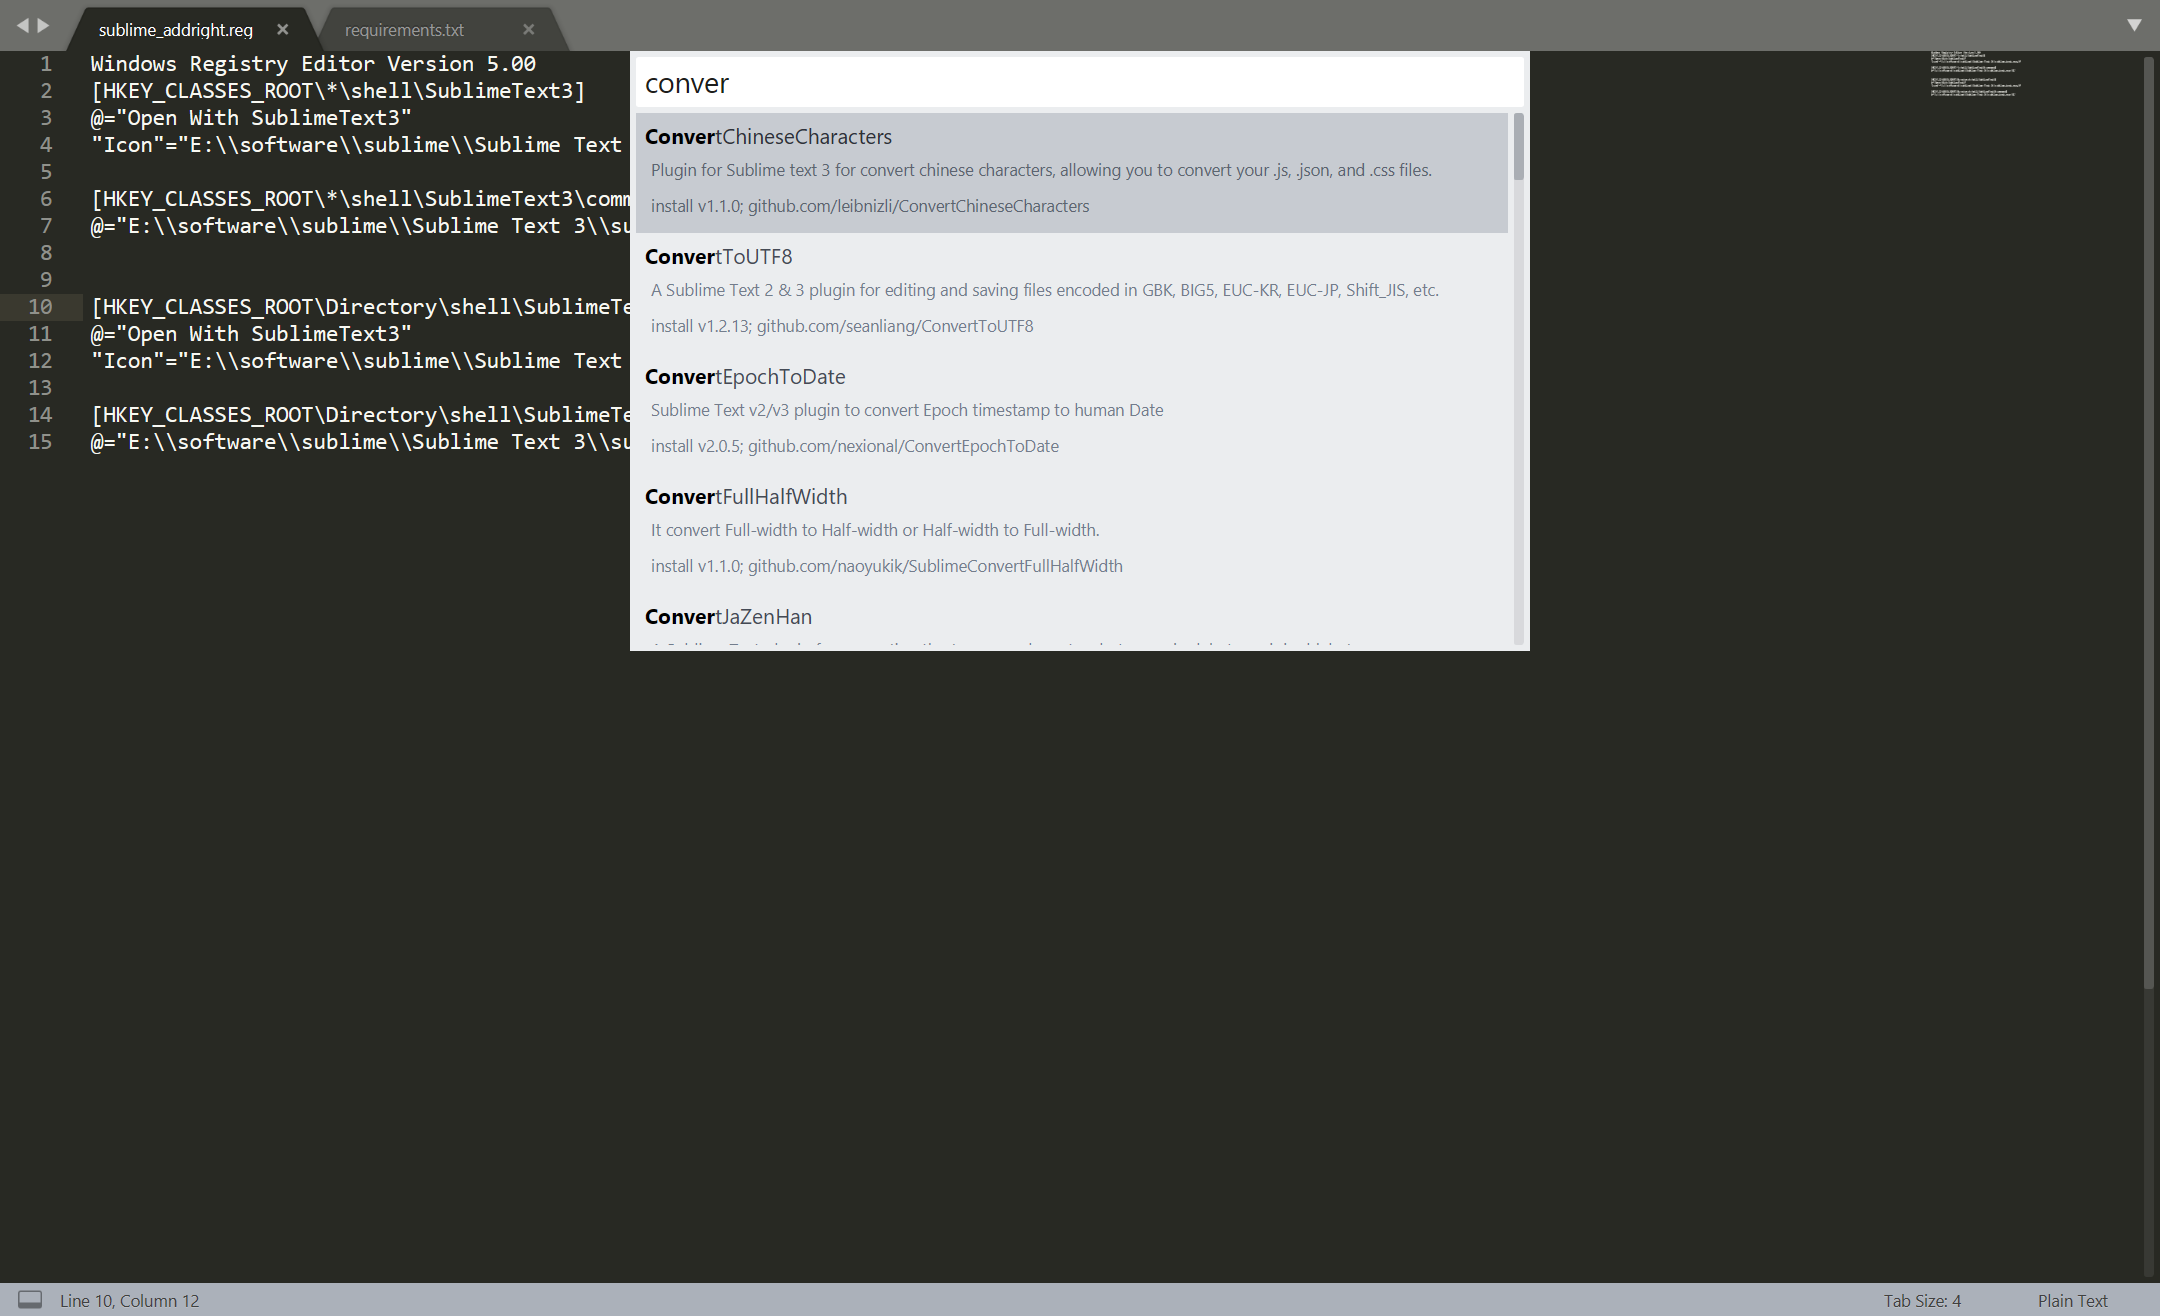 sublime_addright.reg
requirements.txt
1 Windows Registry Editor Version 5.00
2 [HKEY_CLASSES_ROOT\*\shell\SublimeText3]
3 @="Open With SublimeText3"
4 "Icon"="E:\\software\\sublime\\Sublime Text
5
6 [HKEY_CLASSES_ROOT\*\shell\SublimeText3\comm
7 @="E:\\software\\sublime\\Sublime Text 3\\su
8
9
10 [HKEY_CLASSES_ROOT\Directory\shell\SublimeTe
11 @="Open With SublimeText3"
12 "Icon"="E:\\software\\sublime\\Sublime Text
13
14 [HKEY_CLASSES_ROOT\Directory\shell\SublimeTe
15 @="E:\\software\\sublime\\Sublime Text 3\\su
conver
ConvertChineseCharacters
Plugin for Sublime text 3 for convert chinese characters, allowing you to convert your .js, .json, and .css files.
install v1.1.0; github.com/leibnizli/ConvertChineseCharacters
ConvertToUTF8
A Sublime Text 2 & 3 plugin for editing and saving files encoded in GBK, BIG5, EUC-KR, EUC-JP, Shift_JIS, etc.
install v1.2.13; github.com/seanliang/ConvertToUTF8
ConvertEpochToDate
Sublime Text v2/v3 plugin to convert Epoch timestamp to human Date
install v2.0.5; github.com/nexional/ConvertEpochToDate
ConvertFullHalfWidth
It convert Full-width to Half-width or Half-width to Full-width.
install v1.1.0; github.com/naoyukik/SublimeConvertFullHalfWidth
ConvertJaZenHan
Line 10, Column 12
Tab Size: 4
Plain Text